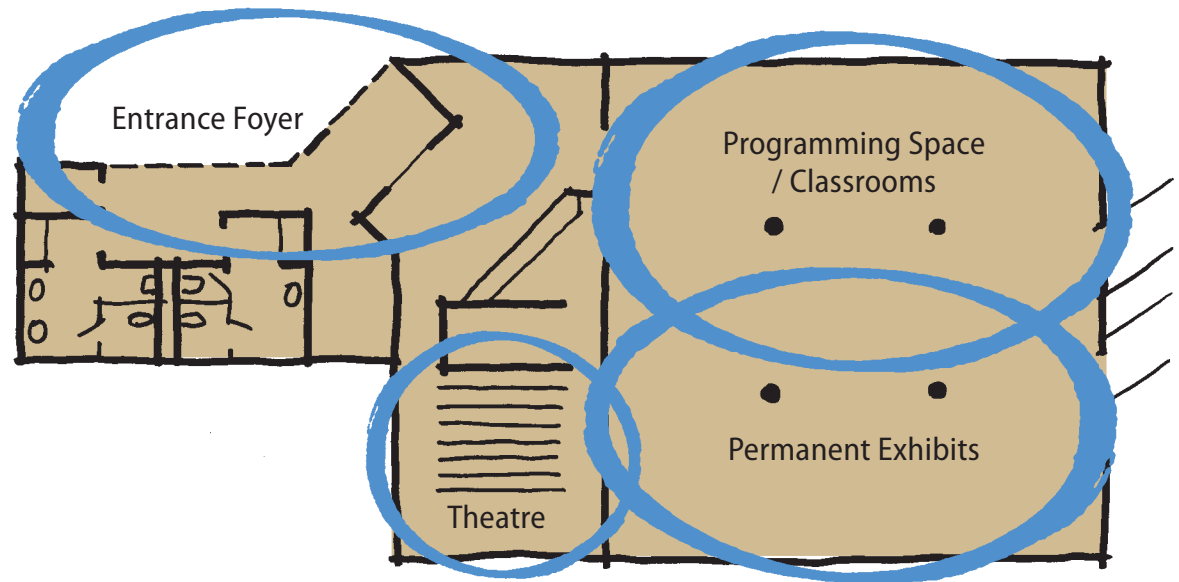 Entrance Foyer
Programming Space
/ Classrooms
Permanent Exhibits
Theatre